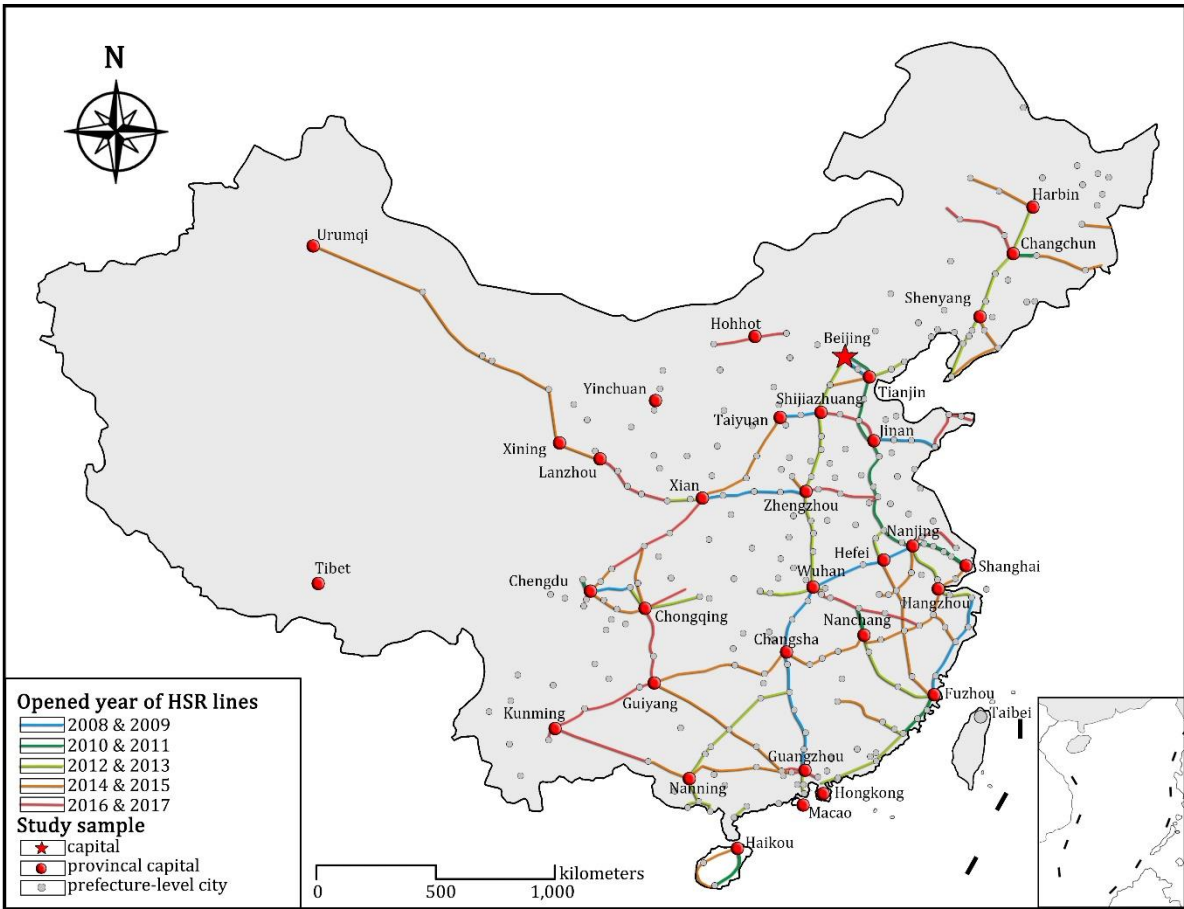 N
Harbin
Changchun
Urumqi
Shenyang
Hohhot
Beijing
Yinchuan
Tianjin
Shijiazhuang
Taiyuan
Jinan
Xining
Lanzhou
Xian
Zhengzhou
Nanjing
Hefei
Shanghai
Tibet
Chengdu
Wuhan
Hangzhou
Chongqing
Nanchang
Changsha
Guiyang
Fuzhou
Kunming
Taibei
Guangzhou
Nanning
Hongkong
Macao
Haikou
Opened year of HSR lines
2008 & 2009
2010 & 2011
2012 & 2013
2014 & 2015
2016 & 2017
Study sample
capital
provincal capital
prefecture-level city
kilometers
0 500 1,000